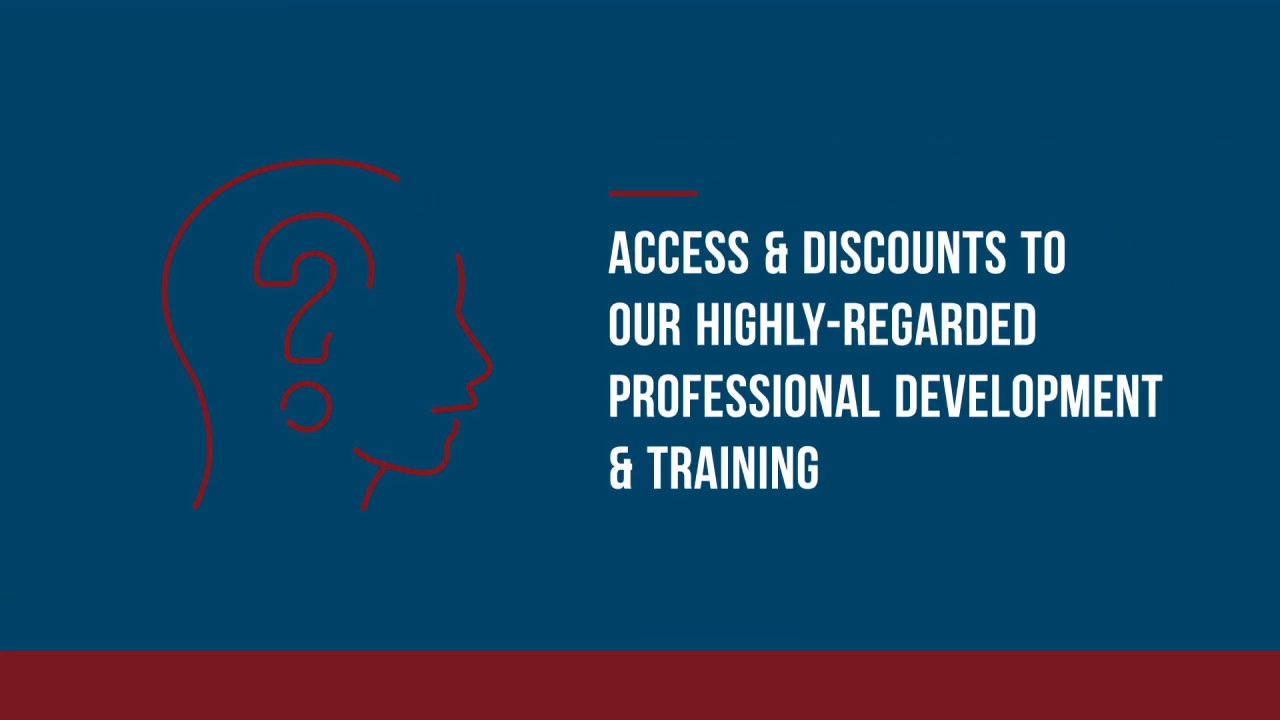 ACCESS & DISCOUNTS TO
OUR HIGHLY-REGARDED
PROFESSIONAL DEVELOPMENT
& TRAINING